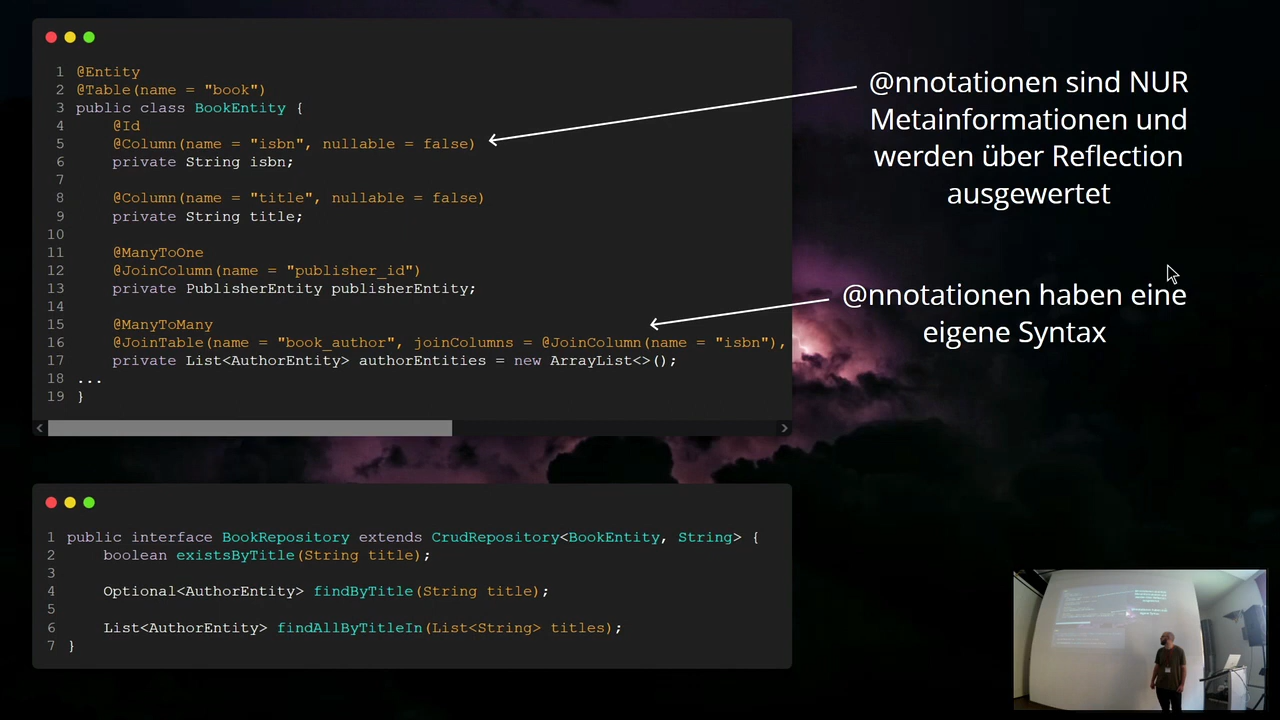 1 @Entity
2 @Table(name = "book")
3 public class BookEntity {
4 @Id
5 @Column(name = "isbn", nullable = false)
6 private String isbn;
7
8 @Column(name = "title", nullable = false)
9 private String title;
10
11 @ManyToOne
12 @JoinColumn(name = "publisher_id")
13 private PublisherEntity publisherEntity;
14
15 @ManyToMany
16 @JoinTable(name = "book_author", joinColumns = @JoinColumn(name = "isbn"),
17 private List<AuthorEntity> authorEntities = new ArrayList<>();
18 ...
19 }
@nnotationen sind NUR
Metainformationen und
werden über Reflection
ausgewertet
@nnotationen haben eine
eigene Syntax
1 public interface BookRepository extends CrudRepository<BookEntity, String> {
2 boolean existsByTitle(String title);
3
4 Optional<AuthorEntity> findByTitle(String title);
5
6 List<AuthorEntity> findAllByTitleIn(List<String> titles);
7 }